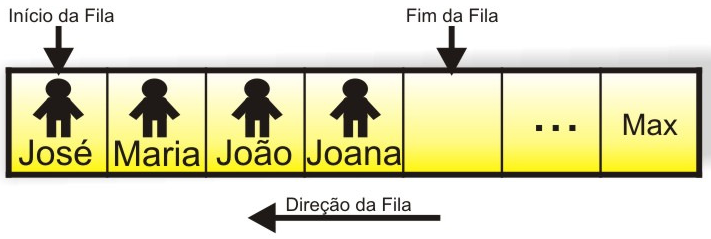 Início da Fila
Fim da Fila
José Maria João Joana ... Max
Direção da Fila